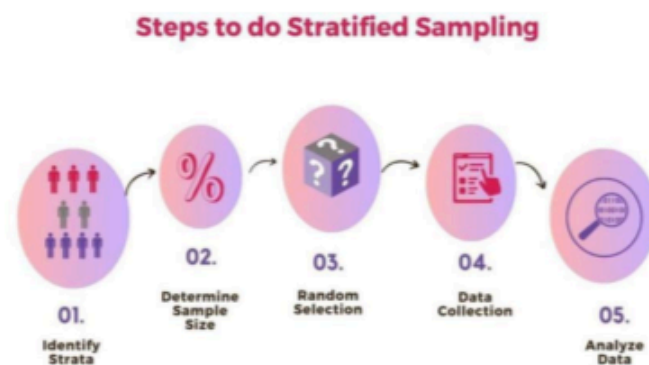 Steps to do Stratified Sampling
01.
Identify
Strata
02.
Determine
Sample
Size
03.
Random
Selection
04.
Data
Collection
05.
Analyze
Data